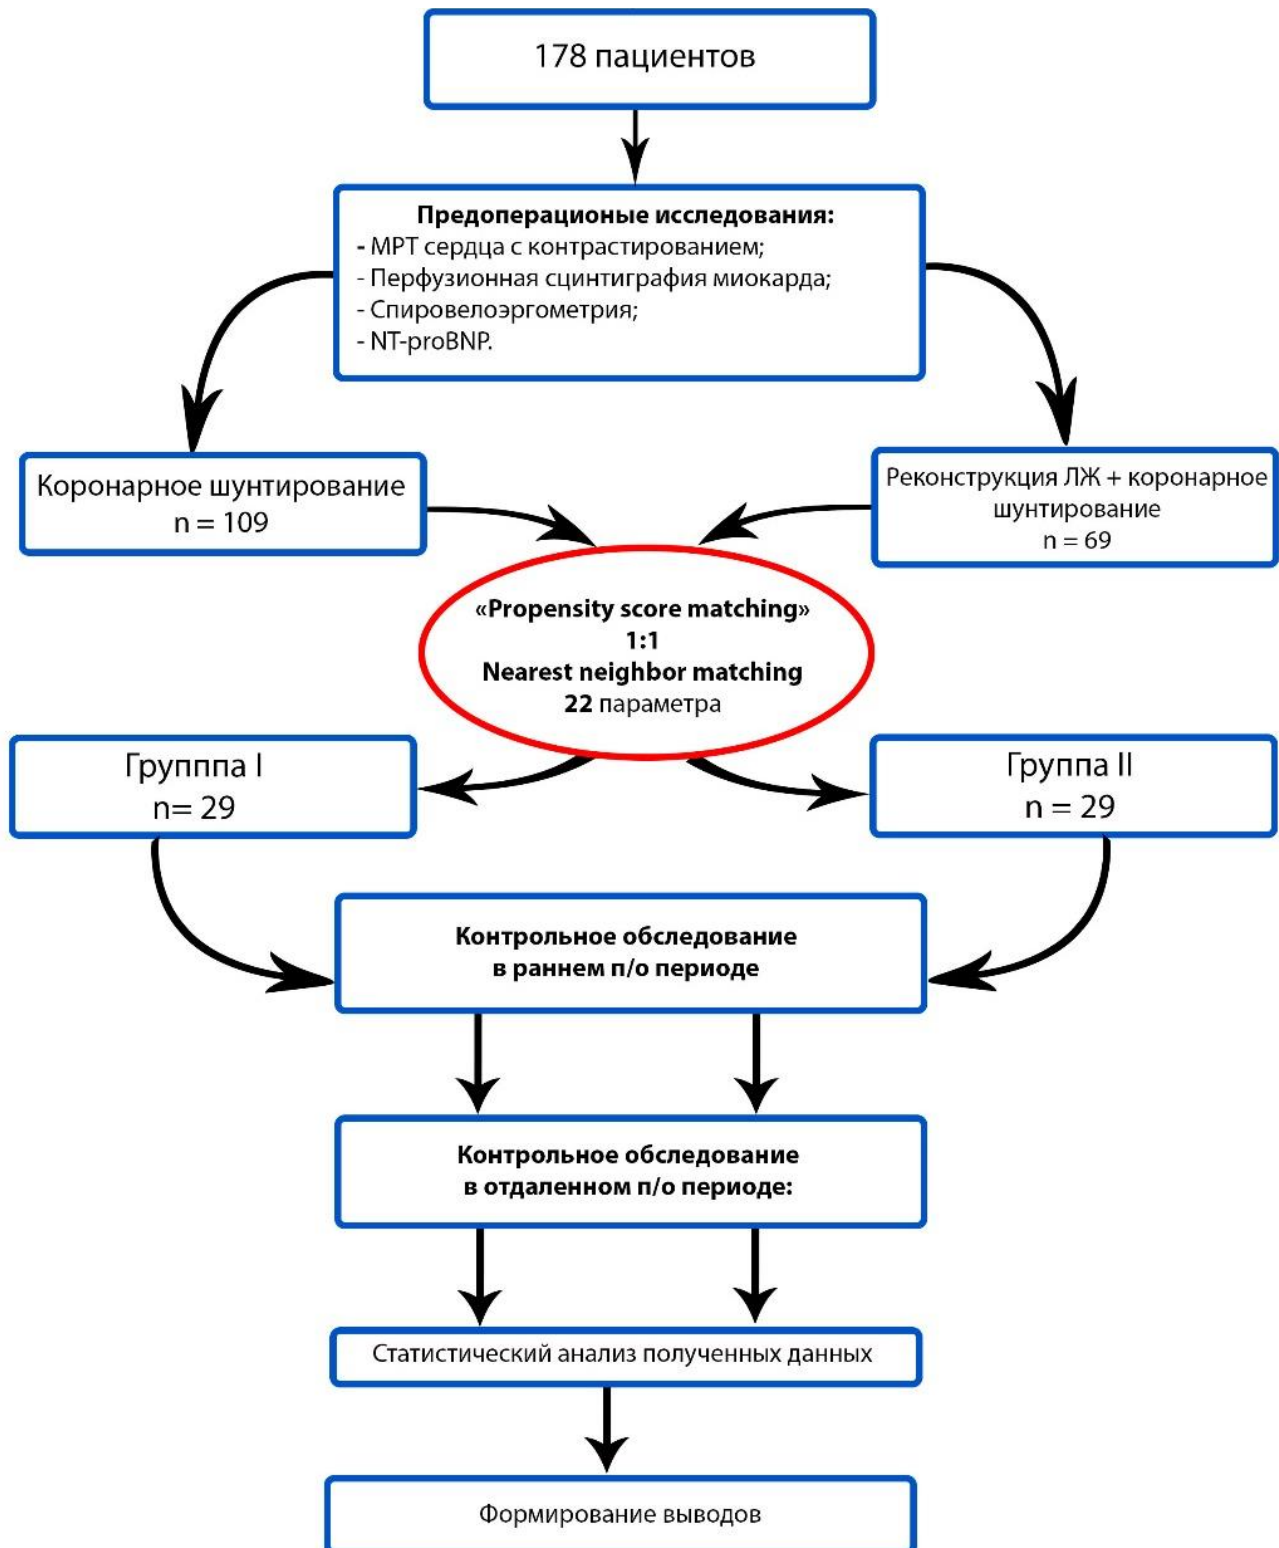 178 пациентов
Предоперационые исследования:
- МРТ сердца с контрастированием;
- Перфузионная сцинтиграфия миокарда;
- Спировелоэргометрия;
- NT-proBNP.
Коронарное шунтирование
n = 109
Реконструкция ЛЖ + коронарное
шунтирование
n = 69
«Propensity score matching»
1:1
Nearest neighbor matching
22 параметра
Групппа I
n= 29
Группа II
n = 29
Контрольное обследование
в раннем п/о периоде
Контрольное обследование
в отдаленном п/о периоде:
Статистический анализ полученных данных
Формирование выводов